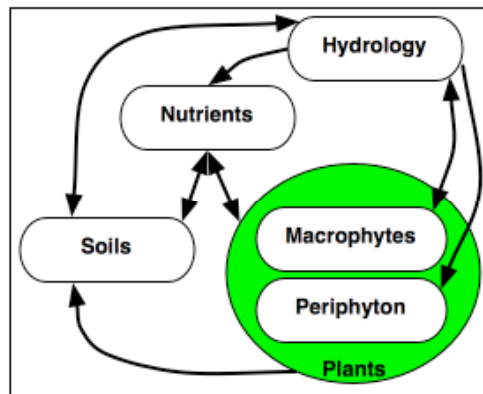 Hydrology
Nutrients
Soils
Macrophytes
Periphyton
Plants